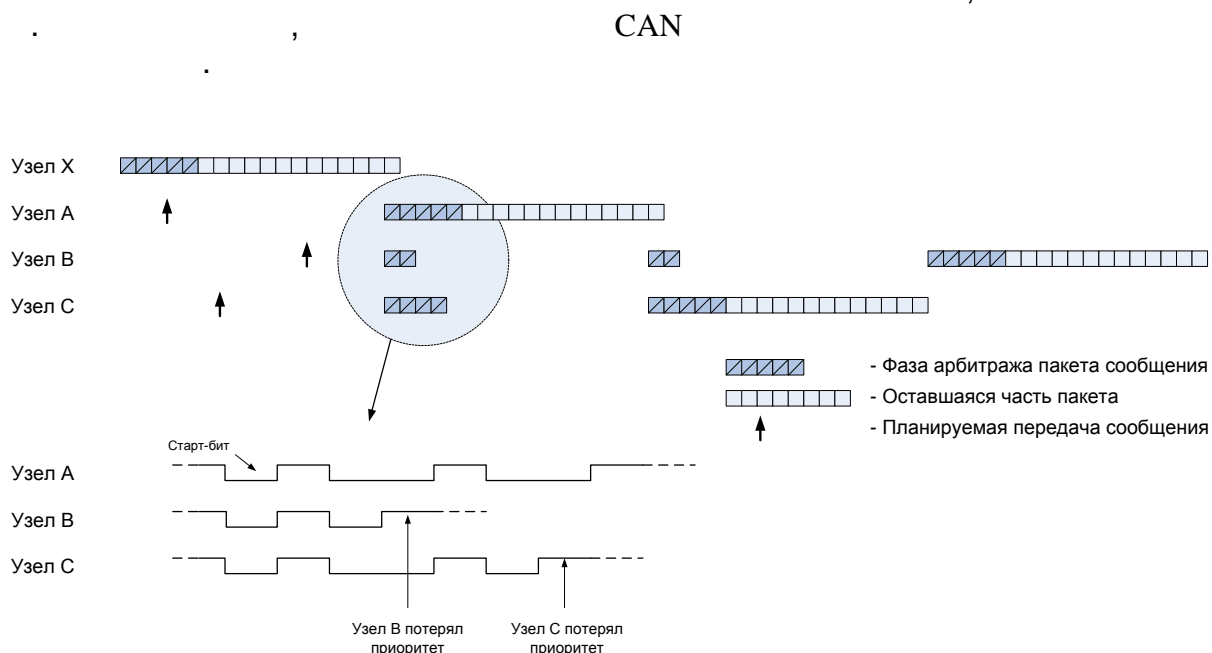 ,
. , CAN
.
Узел X
Узел A
Узел B
Узел C
- Фаза арбитража пакета сообщения
- Оставшаяся часть пакета
- Планируемая передача сообщения
Старт-бит
Узел A
Узел B
Узел C
Узел B потерял
приоритет
Узел C потерял
приоритет